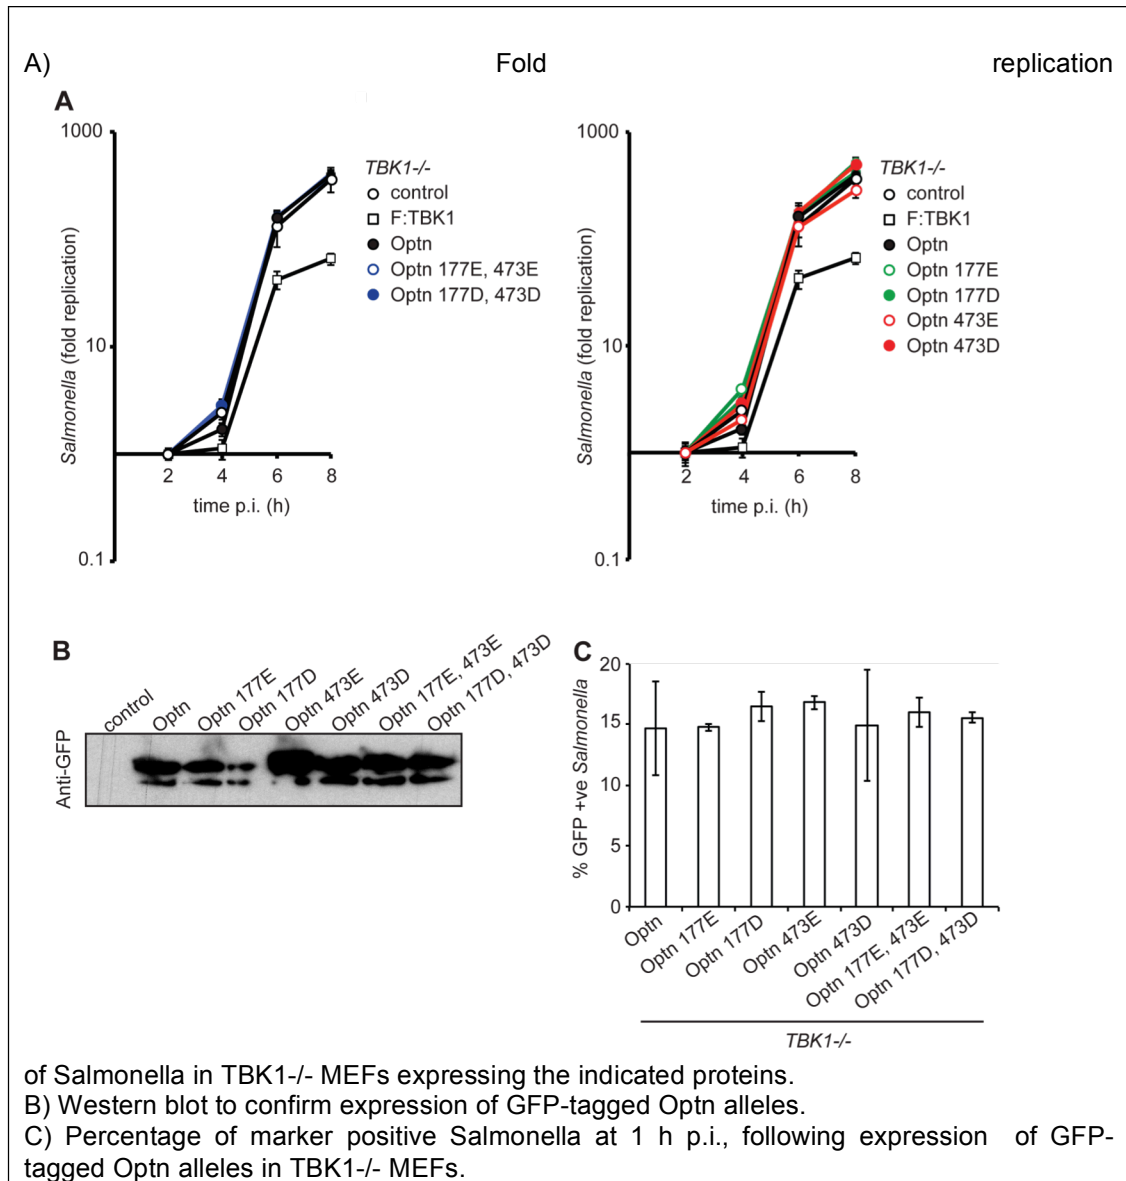 A) Fold replication
A
1000
10
0.1
Salmonella (fold replication)
2 4 6 8
time p.i. (h)
TBK1-/-
control
F:TBK1
Optn
Optn 177E, 473E
Optn 177D, 473D
1000
10
0.1
Salmonella (fold replication)
2 4 6 8
time p.i. (h)
TBK1-/-
control
F:TBK1
Optn
Optn 177E
Optn 177D
Optn 473E
Optn 473D
B
control
Optn
Optn 177E
Optn 177D
Optn 473E
Optn 473D
Optn 177E, 473E
Optn 177D, 473D
Anti-GFP
C
20
15
10
5
0
% GFP +ve Salmonella
Optn
Optn 177E
Optn 177D
Optn 473E
Optn 473D
Optn 177E, 473E
Optn 177D, 473D
TBK1-/-
of Salmonella in TBK1-/- MEFs expressing the indicated proteins.
B) Western blot to confirm expression of GFP-tagged Optn alleles.
C) Percentage of marker positive Salmonella at 1 h p.i., following expression of GFP-
tagged Optn alleles in TBK1-/- MEFs.